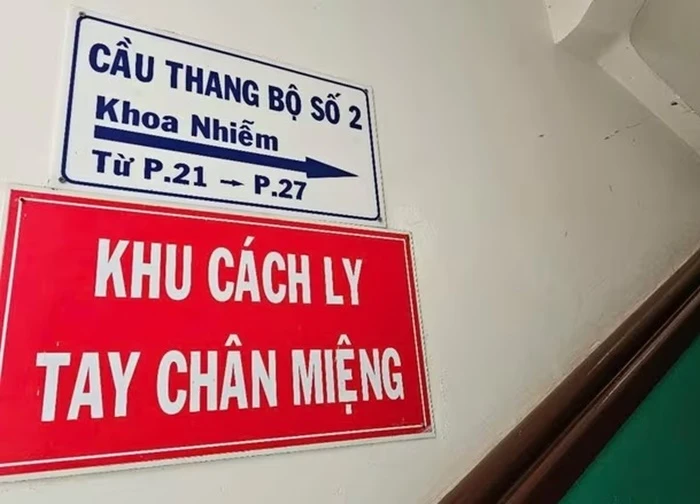 CẦU THANG BỘ SỐ 2
Khoa Nhiễm
Từ P.21 → P.27
KHU CÁCH LY
TAY CHÂN MIỆNG